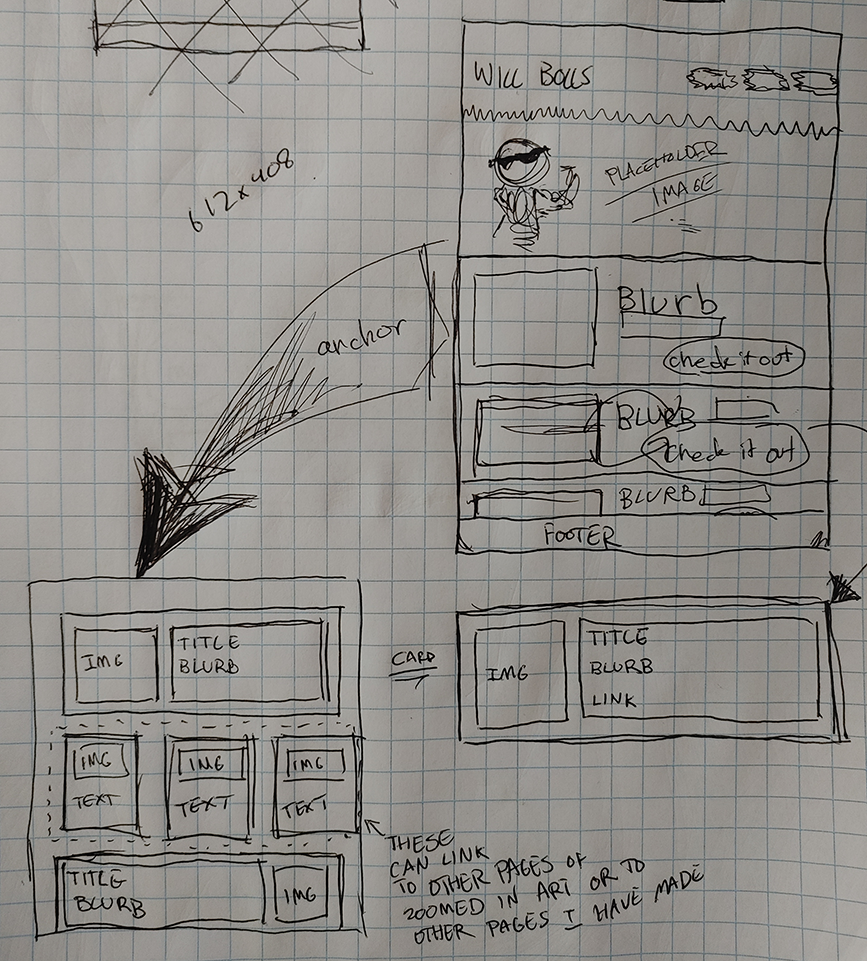 612x408
WILL BOLLS
PLACEHOLDER
IMAGE
Blurb
check it out
BLURB
check it out
BLURB
FOOTER
anchor
IMG
TITLE
BLURB
IMG
IMG
IMG
TEXT
TEXT
TEXT
TITLE
BLURB
IMG
CARD
IMG
TITLE
BLURB
LINK
THESE
CAN LINK
TO OTHER PAGES OF
ZOOMED IN ART OR TO
OTHER PAGES I HAVE MADE